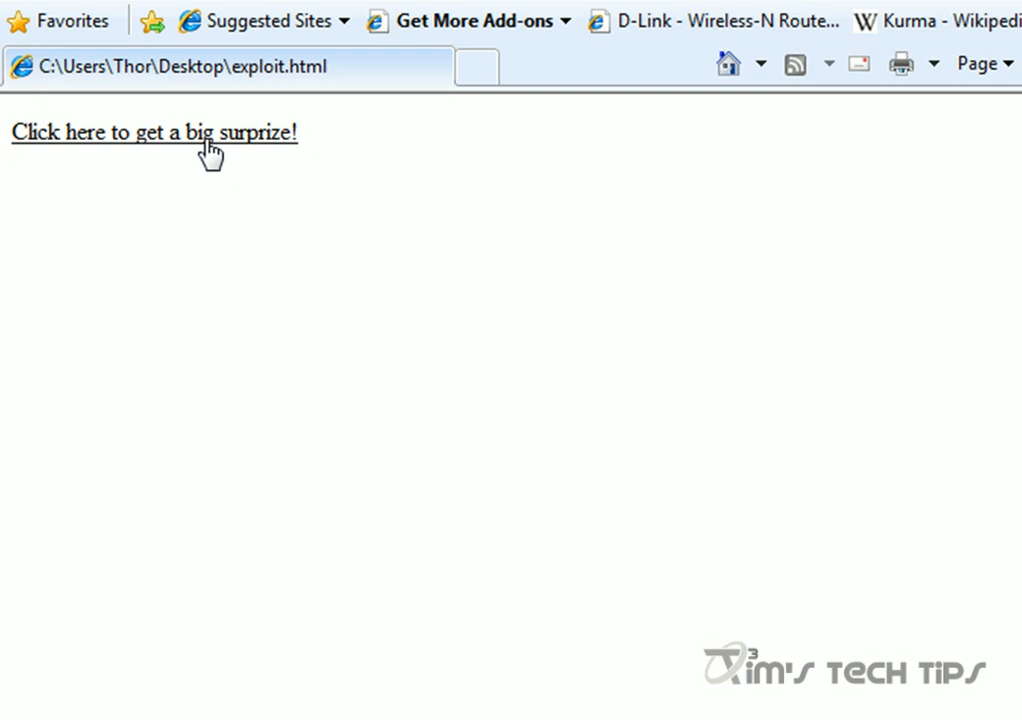 Favorites Suggested Sites Get More Add-ons D-Link - Wireless-N Route... W Kurma - Wikipedi
C:\Users\Thor\Desktop\exploit.html Page
Click here to get a big surprize!
Tim's Tech Tips 3